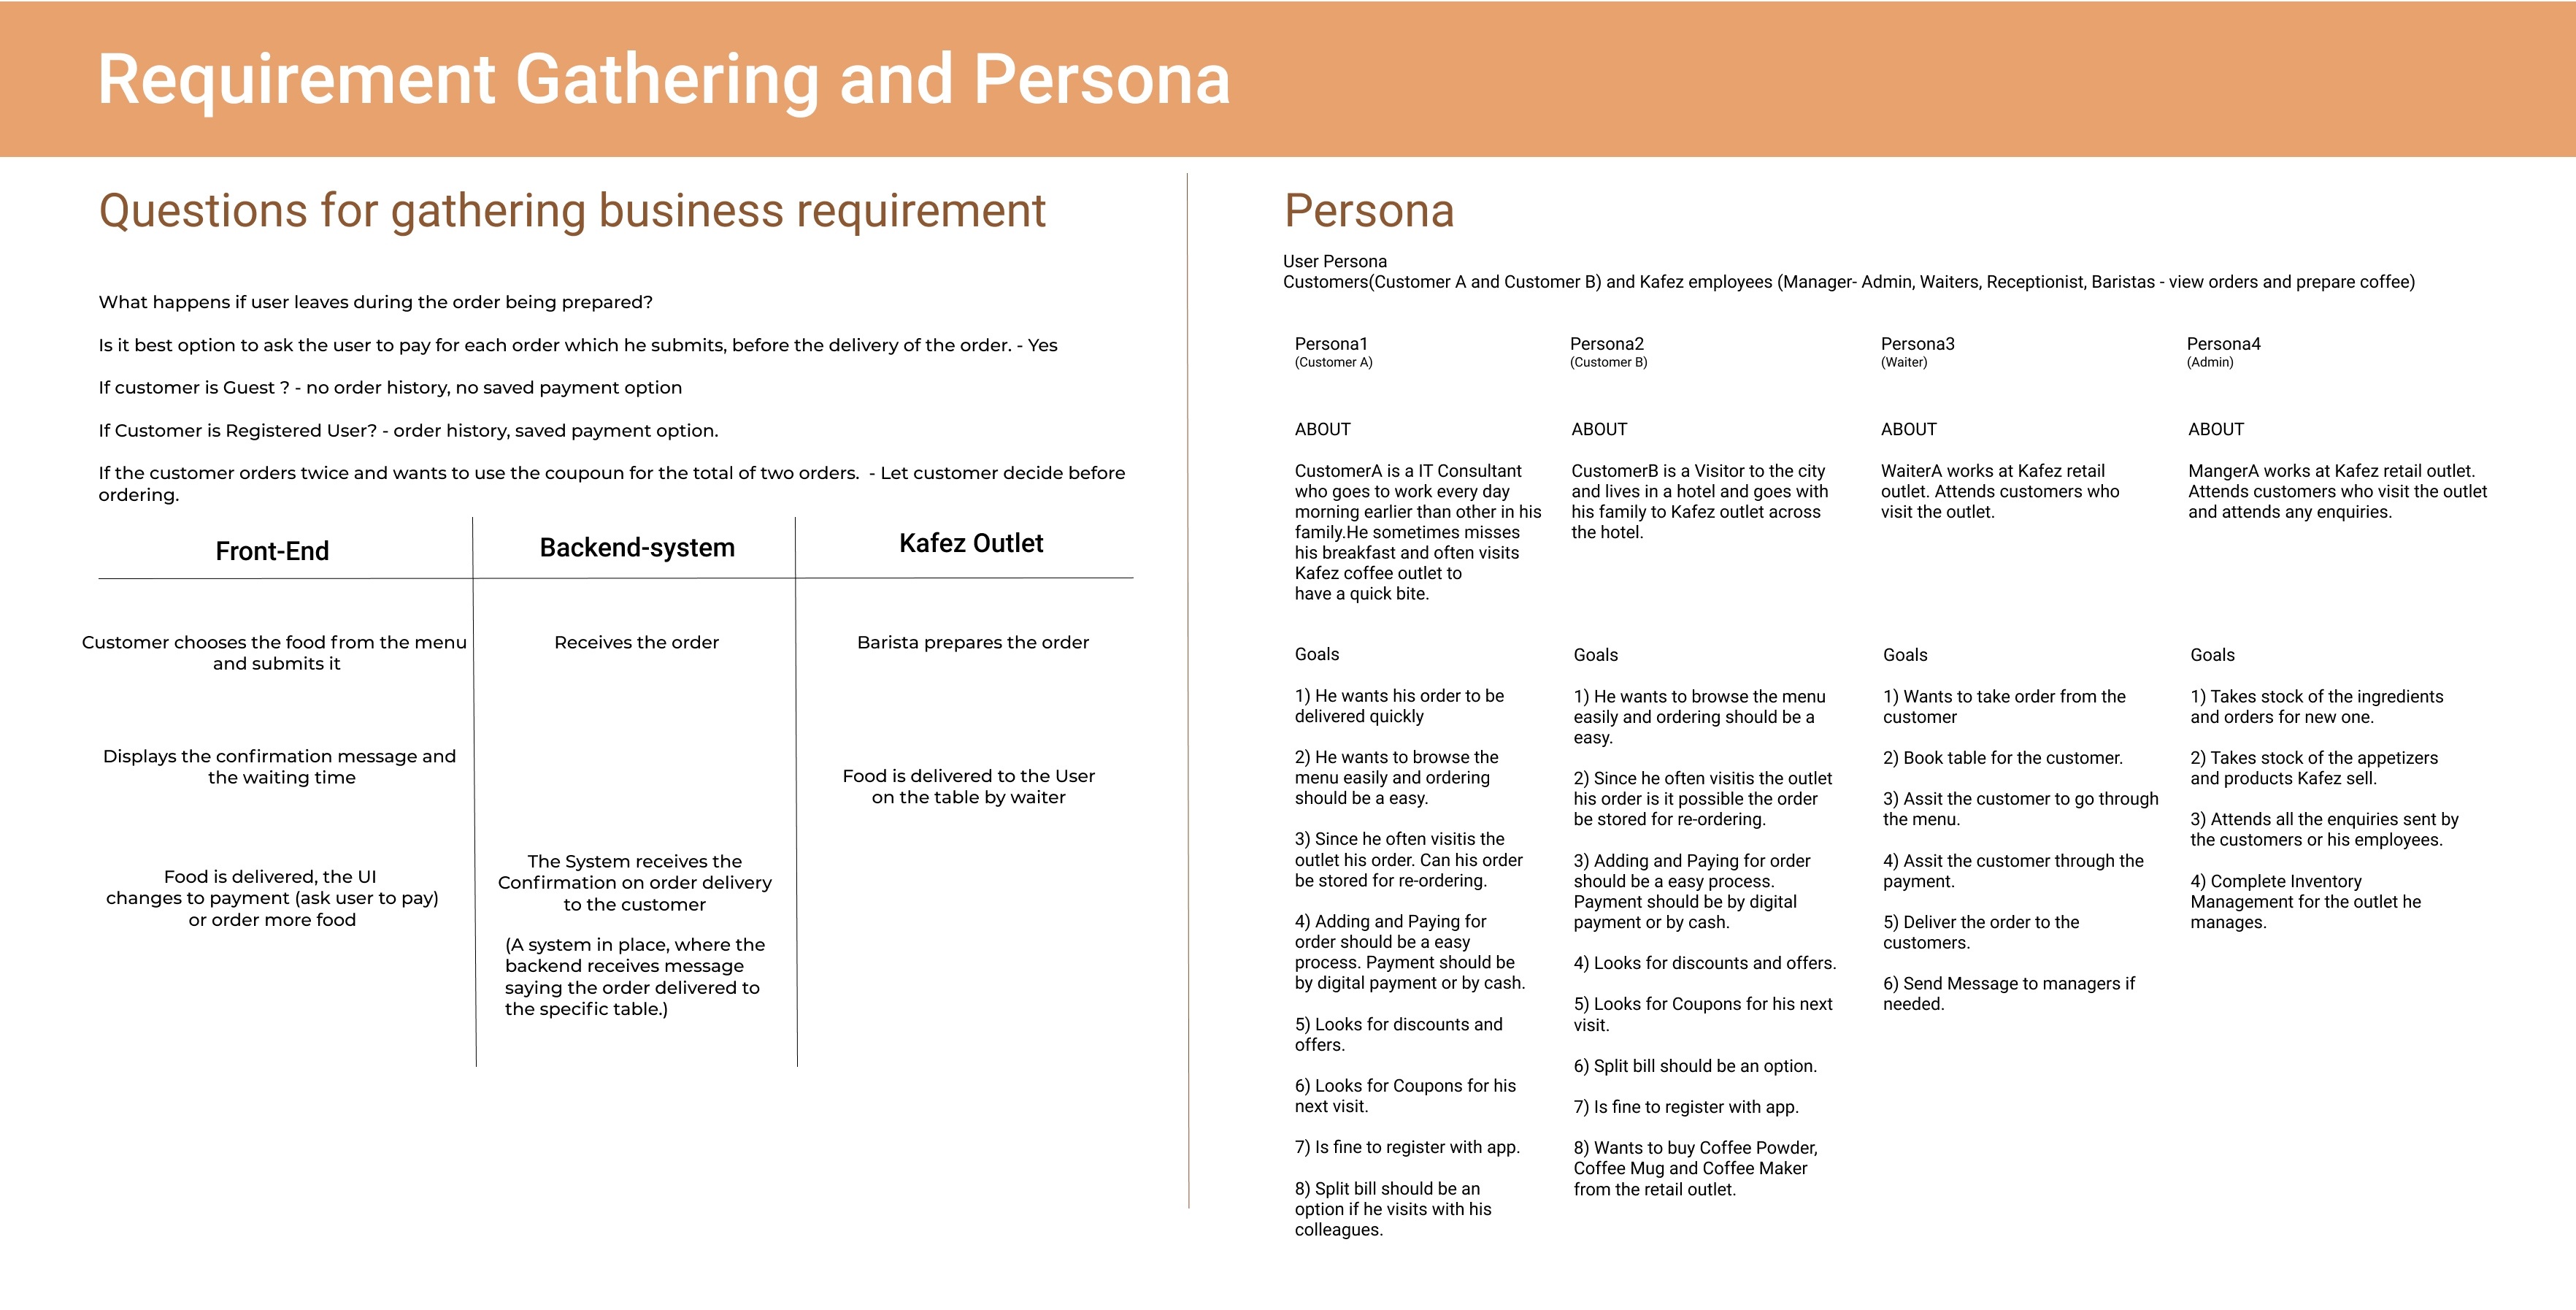 Requirement Gathering and Persona
Questions for gathering business requirement
What happens if user leaves during the order being prepared?
Is it best option to ask the user to pay for each order which he submits, before the delivery of the order. - Yes
If customer is Guest ? - no order history, no saved payment option
If Customer is Registered User? - order history, saved payment option.
If the customer orders twice and wants to use the coupoun for the total of two orders.  - Let customer decide before
ordering.
Front-End
Customer chooses the food from the menu
and submits it
Displays the confirmation message and
the waiting time
Food is delivered, the UI
changes to payment (ask user to pay)
or order more food
Backend-system
Receives the order
The System receives the
Confirmation on order delivery
to the customer
(A system in place, where the
backend receives message
saying the order delivered to
the specific table.)
Kafez Outlet
Barista prepares the order
Food is delivered to the User
on the table by waiter
Persona
User Persona
Customers(Customer A and Customer B) and Kafez employees (Manager- Admin, Waiters, Receptionist, Baristas - view orders and prepare coffee)
Persona1
(Customer A)
ABOUT
CustomerA is a IT Consultant
who goes to work every day
morning earlier than other in his
family.He sometimes misses
his breakfast and often visits
Kafez coffee outlet to
have a quick bite.
Goals
1) He wants his order to be
delivered quickly
2) He wants to browse the
menu easily and ordering
should be a easy.
3) Since he often visitis the
outlet his order. Can his order
be stored for re-ordering.
4) Adding and Paying for
order should be a easy
process. Payment should be
by digital payment or by cash.
5) Looks for discounts and
offers.
6) Looks for Coupons for his
next visit.
7) Is fine to register with app.
8) Split bill should be an
option if he visits with his
colleagues.
Persona2
(Customer B)
ABOUT
CustomerB is a Visitor to the city
and lives in a hotel and goes with
his family to Kafez outlet across
the hotel.
Goals
1) He wants to browse the menu
easily and ordering should be a
easy.
2) Since he often visitis the outlet
his order is it possible the order
be stored for re-ordering.
3) Adding and Paying for order
should be a easy process.
Payment should be by digital
payment or by cash.
4) Looks for discounts and offers.
5) Looks for Coupons for his next
visit.
6) Split bill should be an option.
7) Is fine to register with app.
8) Wants to buy Coffee Powder,
Coffee Mug and Coffee Maker
from the retail outlet.
Persona3
(Waiter)
ABOUT
WaiterA works at Kafez retail
outlet. Attends customers who
visit the outlet.
Goals
1) Wants to take order from the
customer
2) Book table for the customer.
3) Assit the customer to go through
the menu.
4) Assit the customer through the
payment.
5) Deliver the order to the
customers.
6) Send Message to managers if
needed.
Persona4
(Admin)
ABOUT
MangerA works at Kafez retail outlet.
Attends customers who visit the outlet
and attends any enquiries.
Goals
1) Takes stock of the ingredients
and orders for new one.
2) Takes stock of the appetizers
and products Kafez sell.
3) Attends all the enquiries sent by
the customers or his employees.
4) Complete Inventory
Management for the outlet he
manages.